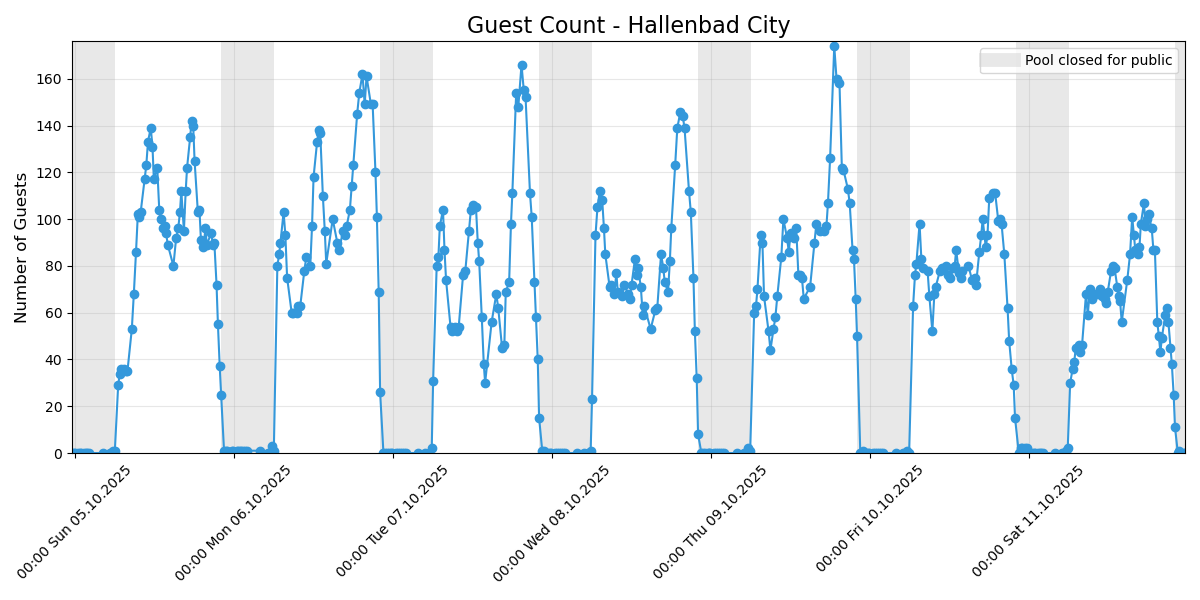 Guest Count - Hallenbad City
Pool closed for public
Number of Guests
160
140
120
100
80
60
40
20
0
00:00 Sun 05.10.2025
00:00 Mon 06.10.2025
00:00 Tue 07.10.2025
00:00 Wed 08.10.2025
00:00 Thu 09.10.2025
00:00 Fri 10.10.2025
00:00 Sat 11.10.2025